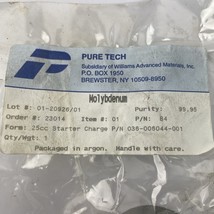 PURE TECH
Subsidiary of Williams Advanced Materials, Inc.
P.O. BOX 1950
BREWSTER, NY 10509-8950
Molybdenum
Lot #: 01-20926/01 Purity: 99.95
Order #: 22014 Item #: 01 P/N: 84
Form: 25cc Starter Charge P/N 036-006044-001
Qty/Wgt: 1
Packaged in argon. Handle with care.